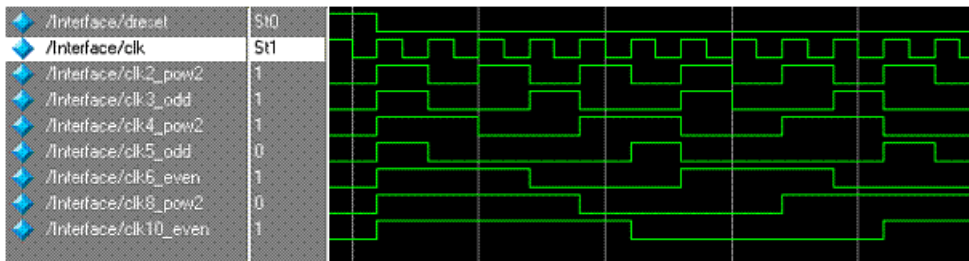 /Interface/dreset St0
/Interface/clk St1
/Interface/clk2_pow2 1
/Interface/clk3_odd 1
/Interface/clk4_pow2 1
/Interface/clk5_odd 0
/Interface/clk6_even 1
/Interface/clk8_pow2 0
/Interface/clk10_even 1